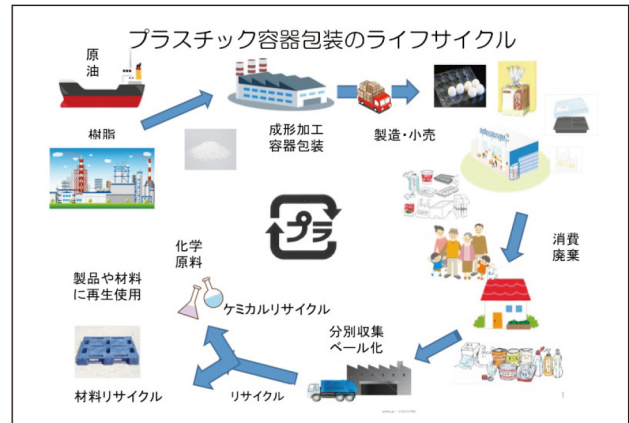 プラスチック容器包装のライフサイクル
原
油
樹脂
成形加工
容器包装
製造・小売
消費
廃棄
プラ
化学
原料
製品や材料
に再生使用
ケミカルリサイクル
分別収集
ベール化
材料リサイクル
リサイクル
1